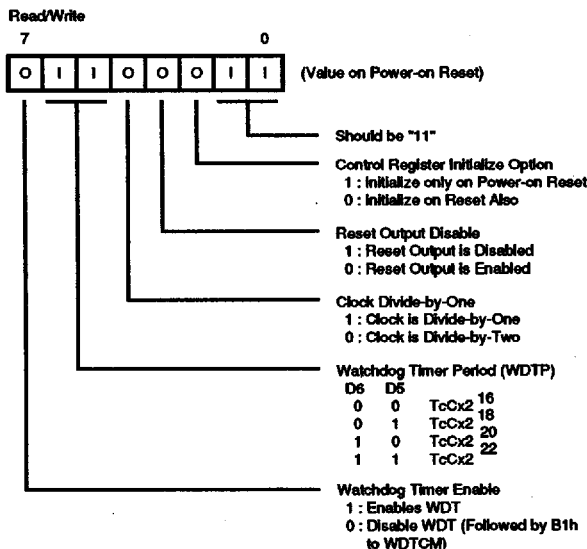 Read/Write
7 0
0 1 1 0 0 0 1 1 (Value on Power-on Reset)
Should be "11"
Control Register Initialize Option
1 : Initialize only on Power-on Reset
0 : Initialize on Reset Also
Reset Output Disable
1 : Reset Output is Disabled
0 : Reset Output is Enabled
Clock Divide-by-One
1 : Clock is Divide-by-One
0 : Clock is Divide-by-Two
Watchdog Timer Period (WDTP)
D6 D5
0 0 TcCx2 16
0 1 TcCx2 18
1 0 TcCx2 20
1 1 TcCx2 22
Watchdog Timer Enable
1 : Enables WDT
0 : Disable WDT (Followed by B1h
to WDTCM)